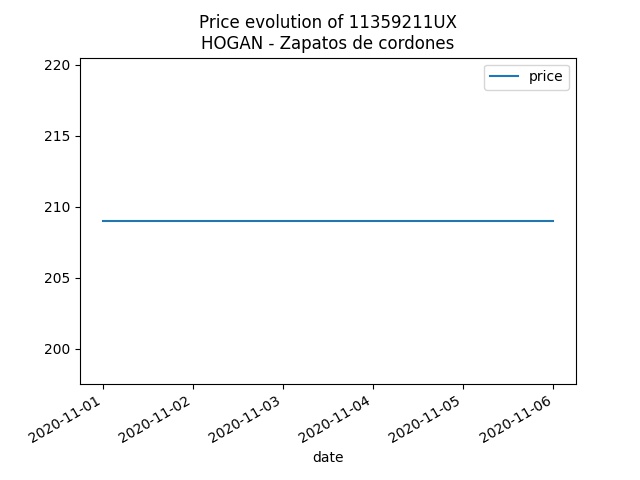 Price evolution of 11359211UX
HOGAN - Zapatos de cordones
price
220
215
210
205
200
2020-11-01
2020-11-02
2020-11-03
2020-11-04
2020-11-05
2020-11-06
date